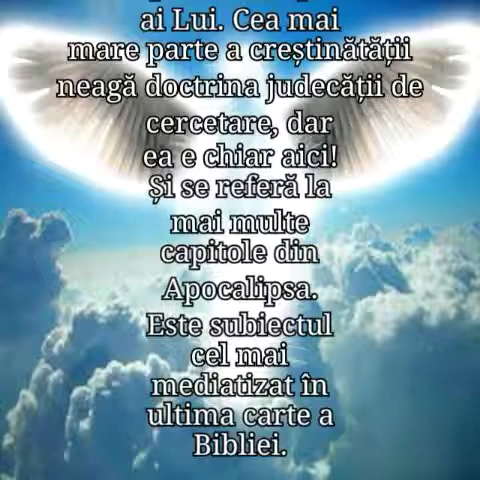 ai Lui. Cea mai
mare parte a creștinătății
neagă doctrina judecății de
cercetare, dar
ea e chiar aici!
Și se referă la
mai multe
capitole din
Apocalipsa.
Este subiectul
cel mai
mediatizat în
ultima carte a
Bibliei.